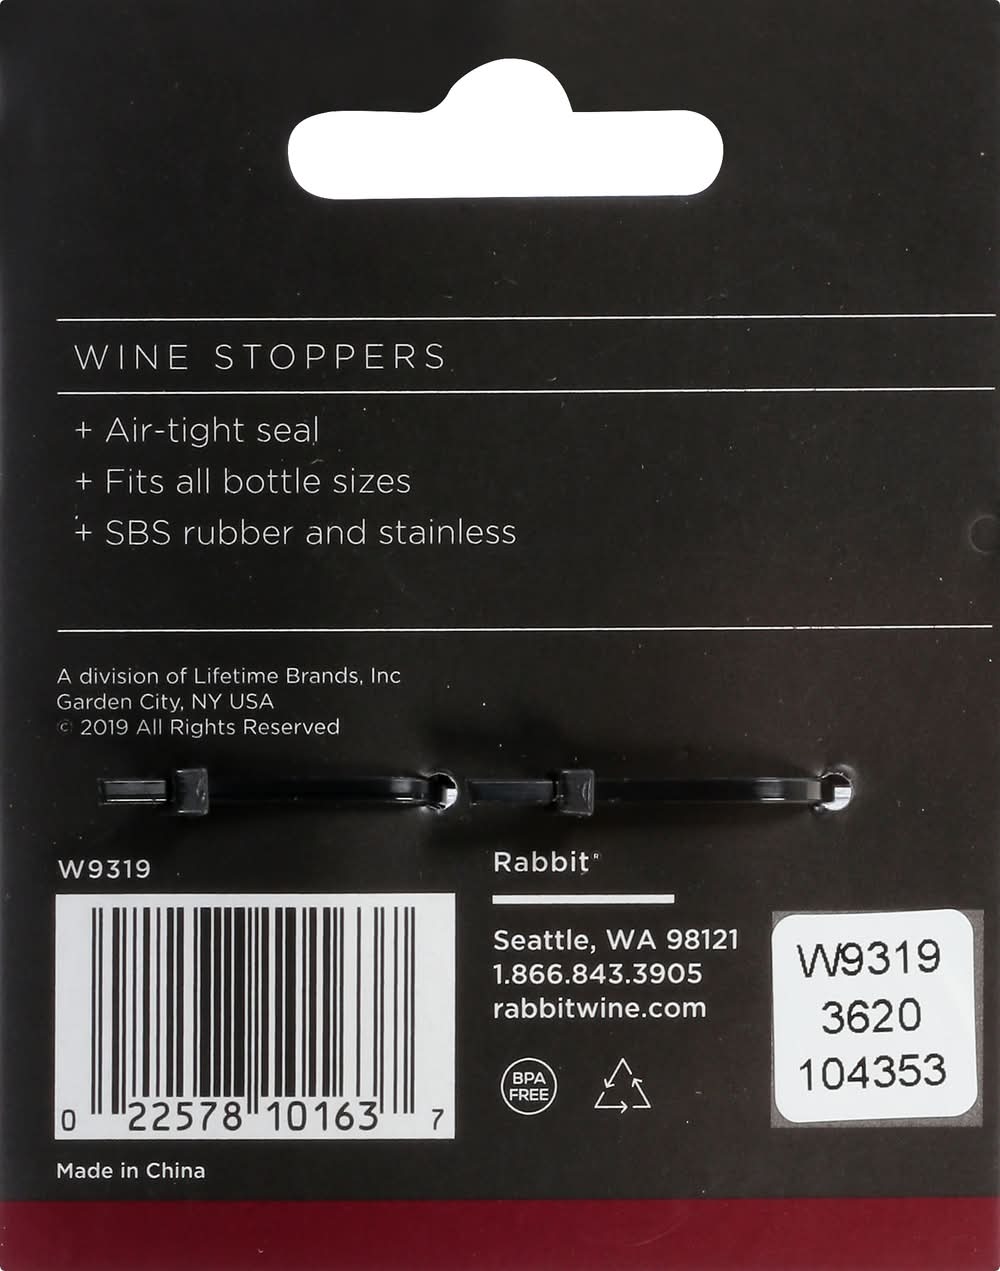 WINE STOPPERS
+ Air-tight seal
+ Fits all bottle sizes
+ SBS rubber and stainless
A division of Lifetime Brands, Inc
Garden City, NY USA
© 2019 All Rights Reserved
W9319
0 22578 10163 7
Made in China
Rabbit®
Seattle, WA 98121
1.866.843.3905
rabbitwine.com
BPA
FREE
W9319
3620
104353